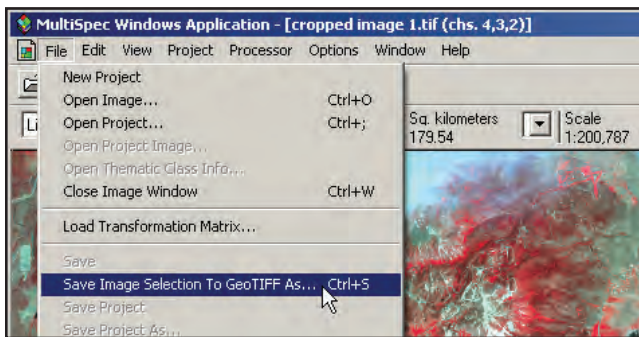 MultiSpec Windows Application - [cropped image 1.tif (chs. 4,3,2)]
File Edit View Project Processor Options Window Help
New Project
Open Image... Ctrl+O
Open Project... Ctrl+;
Open Project Image...
Open Thematic Class Info...
Close Image Window Ctrl+W
Load Transformation Matrix...
Save
Save Image Selection To GeoTIFF As... Ctrl+S
Save Project
Save Project As...
Li
Sq. kilometers
179.54
Scale
1:200,787